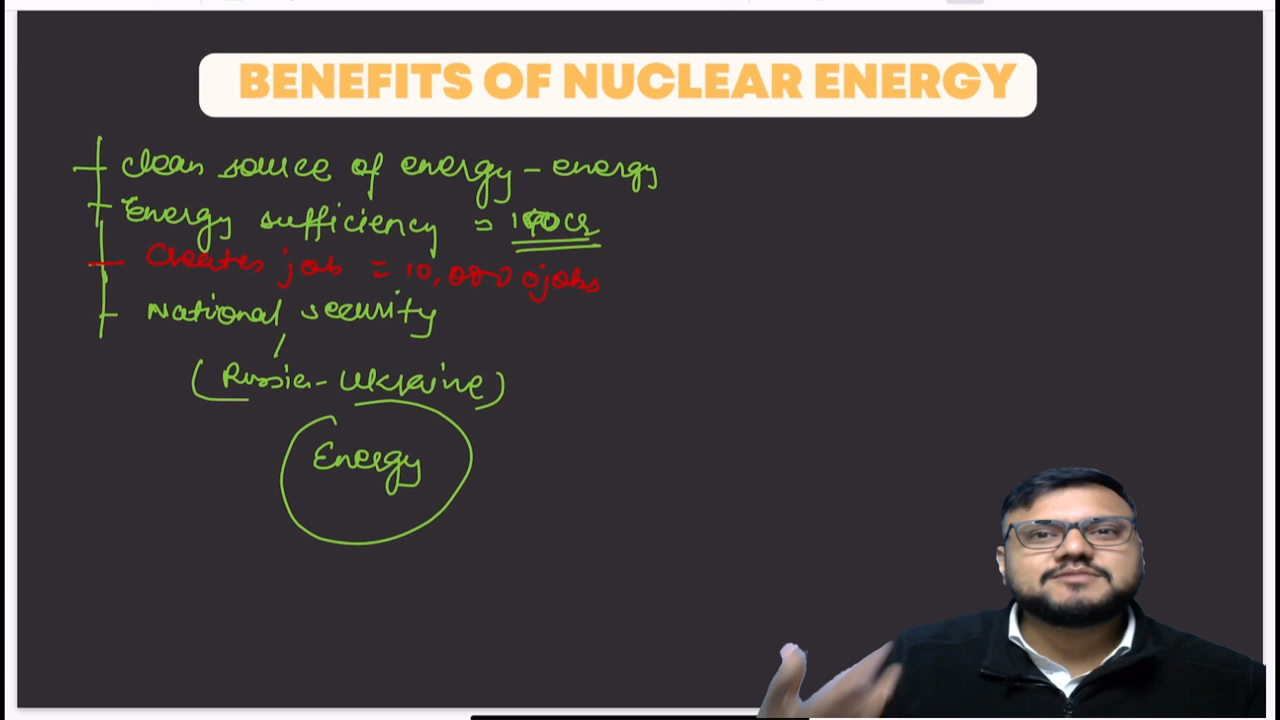 BENEFITS OF NUCLEAR ENERGY
clean source of energy - energy
Energy sufficiency = 140cr
Creates job = 10,000 jobs
National security
(Russia - Ukraine)
Energy